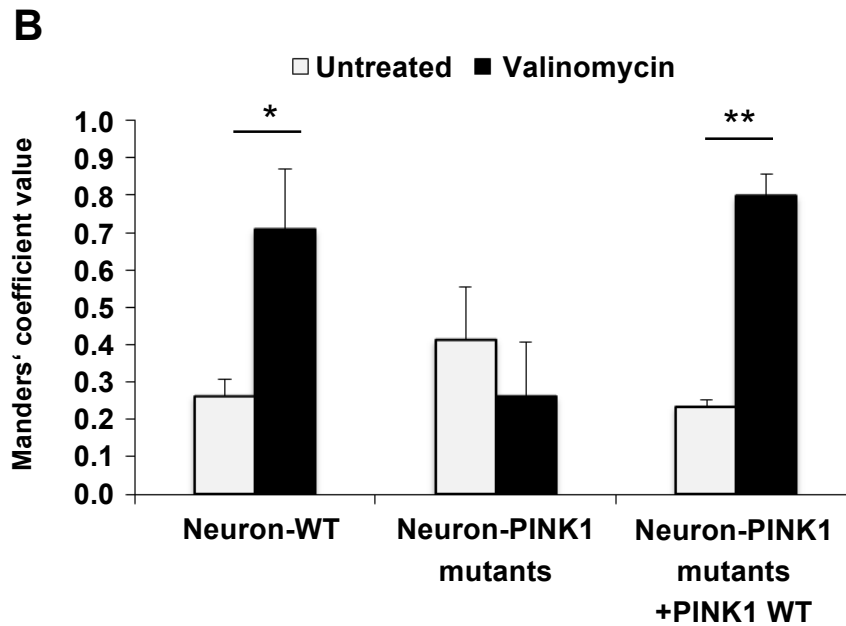 B
Untreated Valinomycin
* **
Manders‘ coefficient value
1.0
0.9
0.8
0.7
0.6
0.5
0.4
0.3
0.2
0.1
0.0
Neuron-WT
Neuron-PINK1
mutants
Neuron-PINK1
mutants
+PINK1 WT